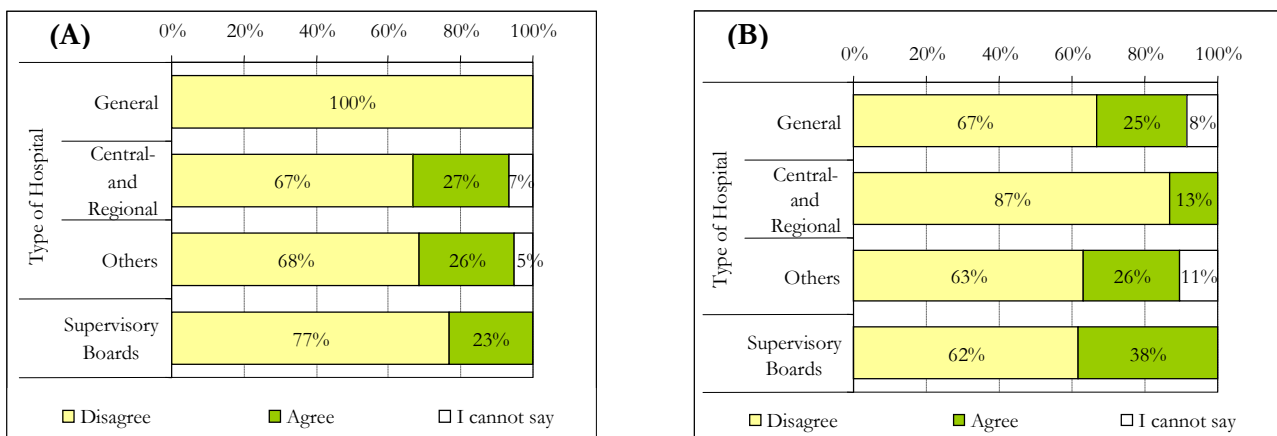 (A)
0% 20% 40% 60% 80% 100%
Type of Hospital
General
100%
Central-
and
Regional
67% 27% 7%
Others
68% 26% 5%
Supervisory
Boards
77% 23%
Disagree Agree I cannot say
(B)
0% 20% 40% 60% 80% 100%
Type of Hospital
General
67% 25% 8%
Central-
and
Regional
87% 13%
Others
63% 26% 11%
Supervisory
Boards
62% 38%
Disagree Agree I cannot say